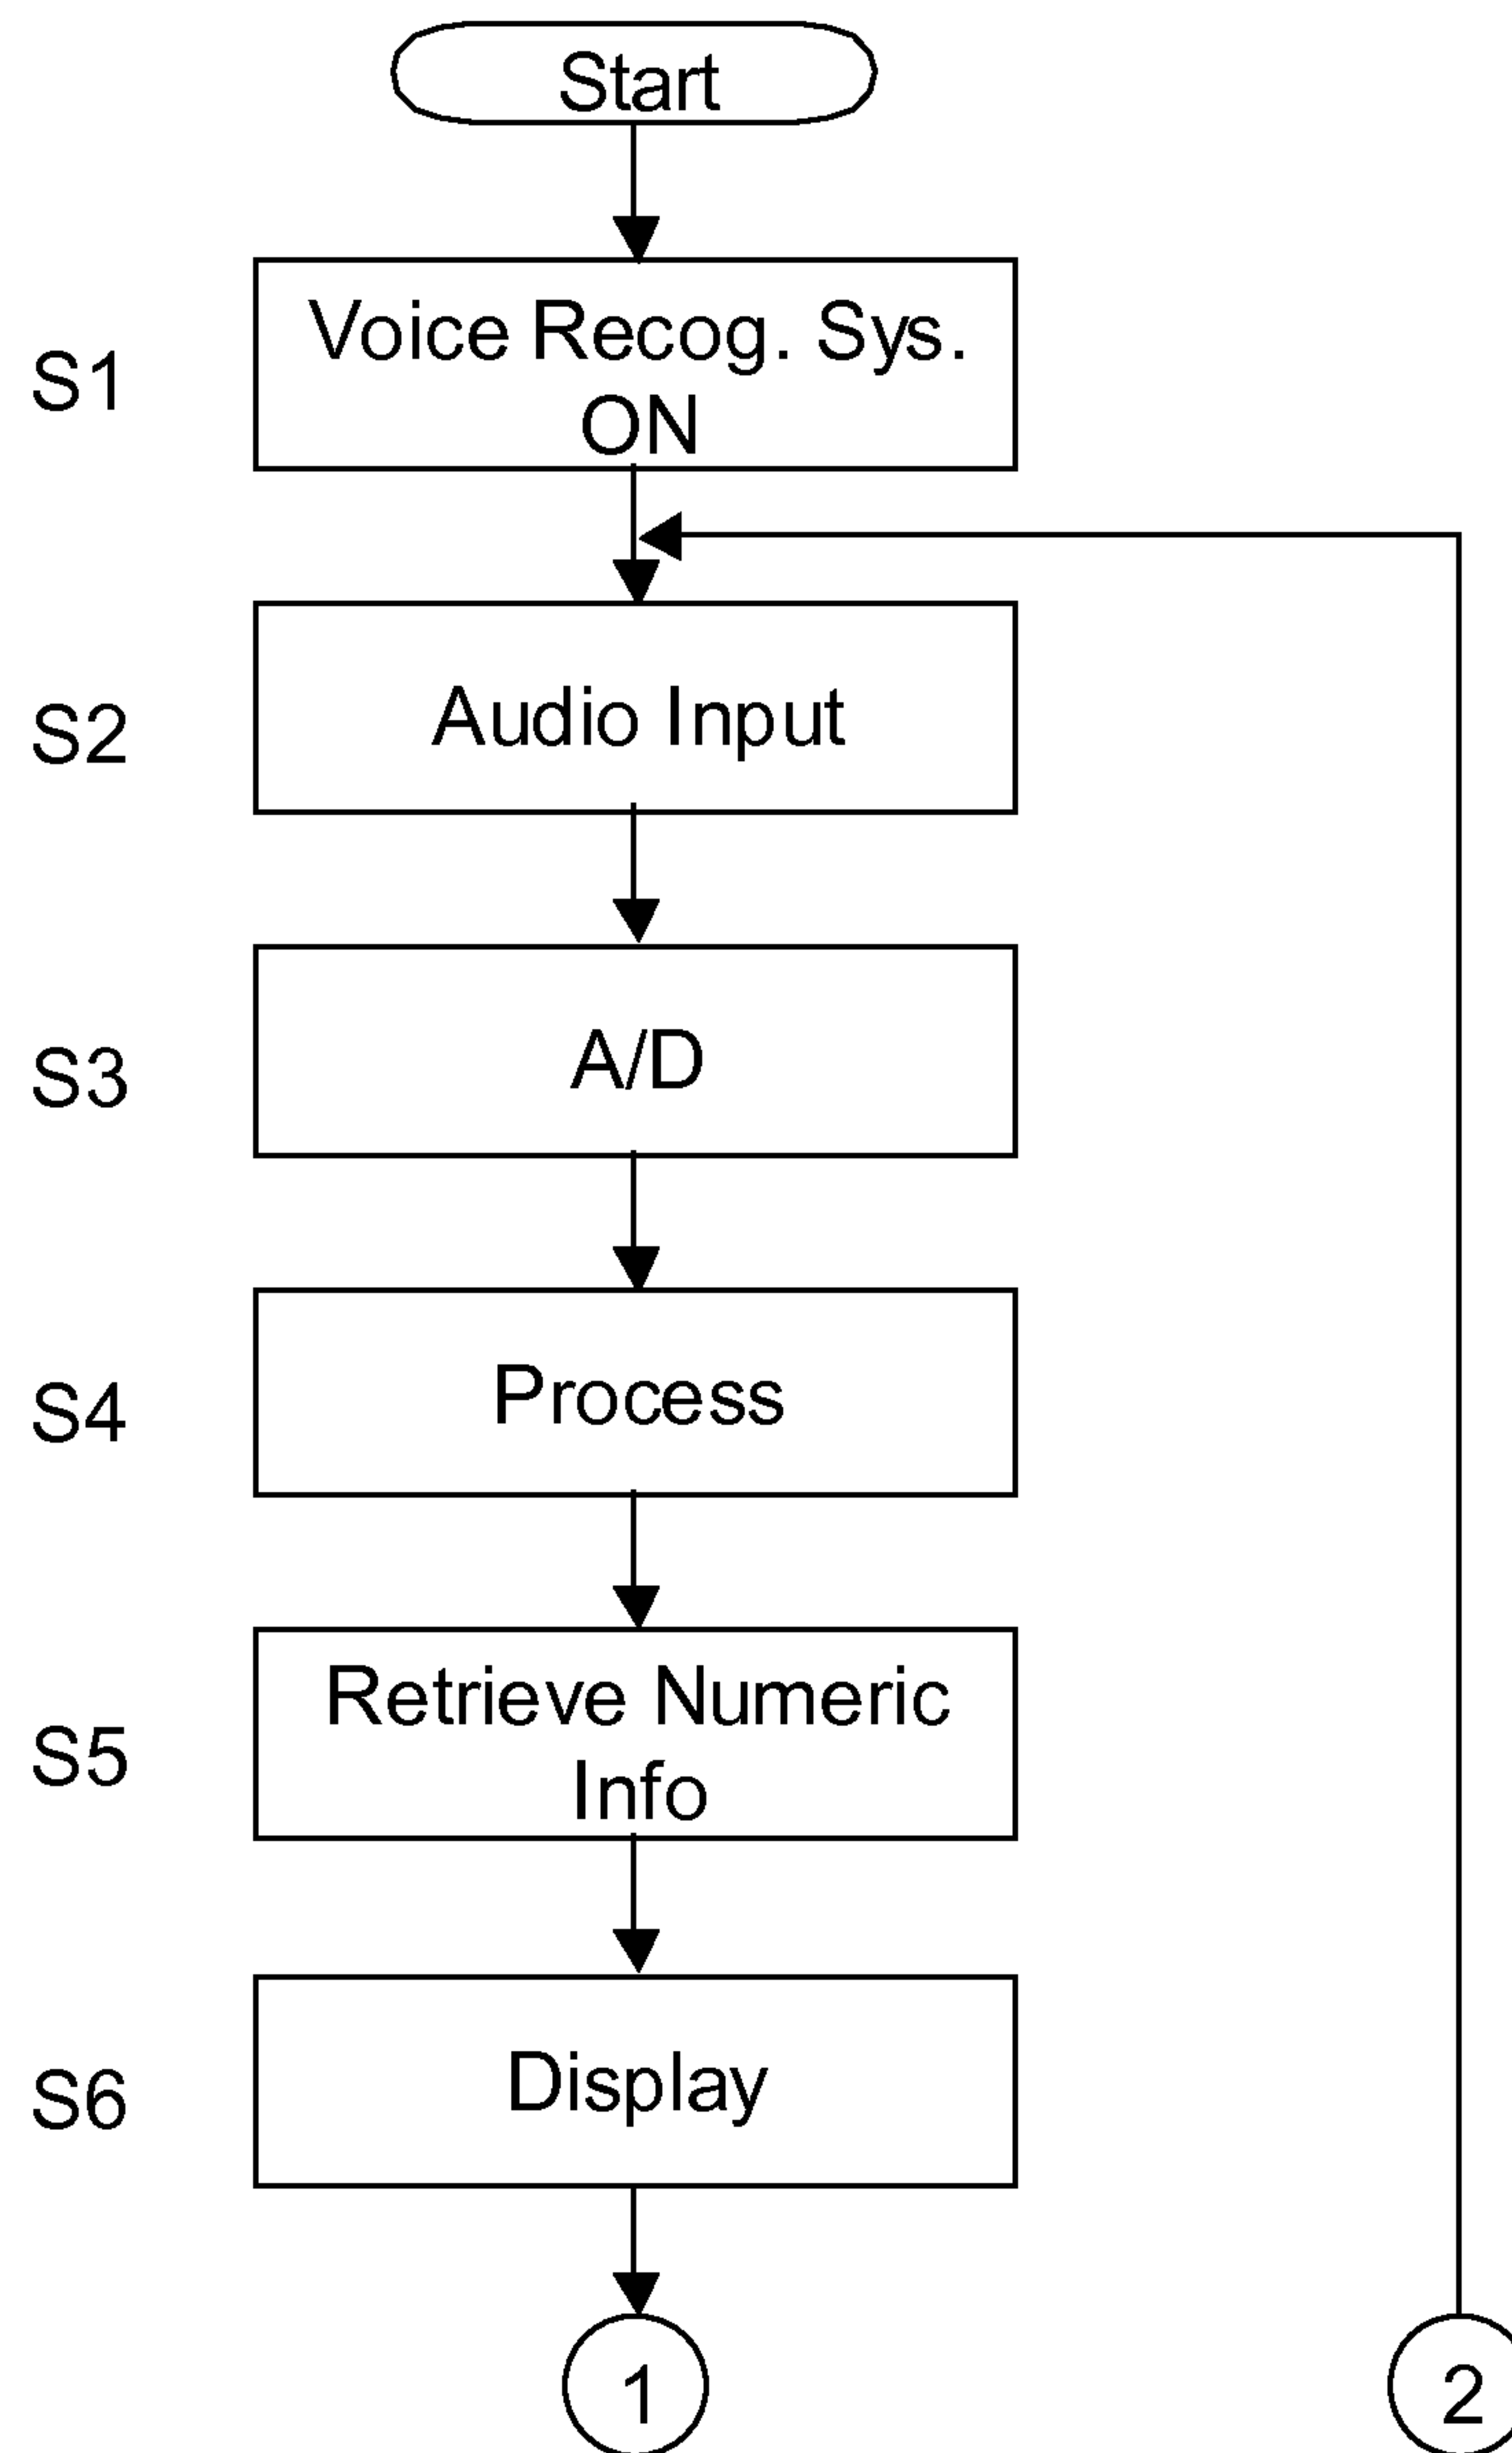 Start
S1
Voice Recog. Sys.
ON
S2
Audio Input
S3
A/D
S4
Process
S5
Retrieve Numeric
Info
S6
Display
1
2